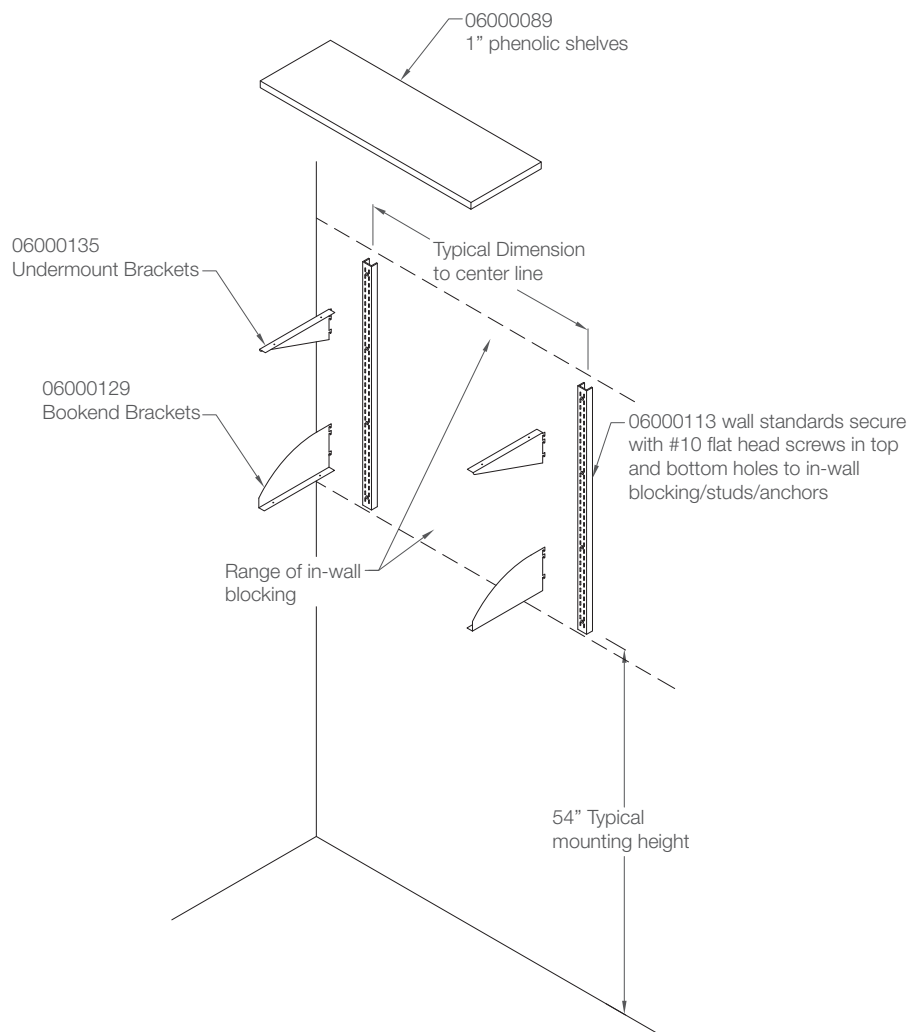 06000089
1” phenolic shelves
Typical Dimension
to center line
06000135
Undermount Brackets
06000129
Bookend Brackets
06000113 wall standards secure
with #10 flat head screws in top
and bottom holes to in-wall
blocking/studs/anchors
Range of in-wall
blocking
54” Typical
mounting height